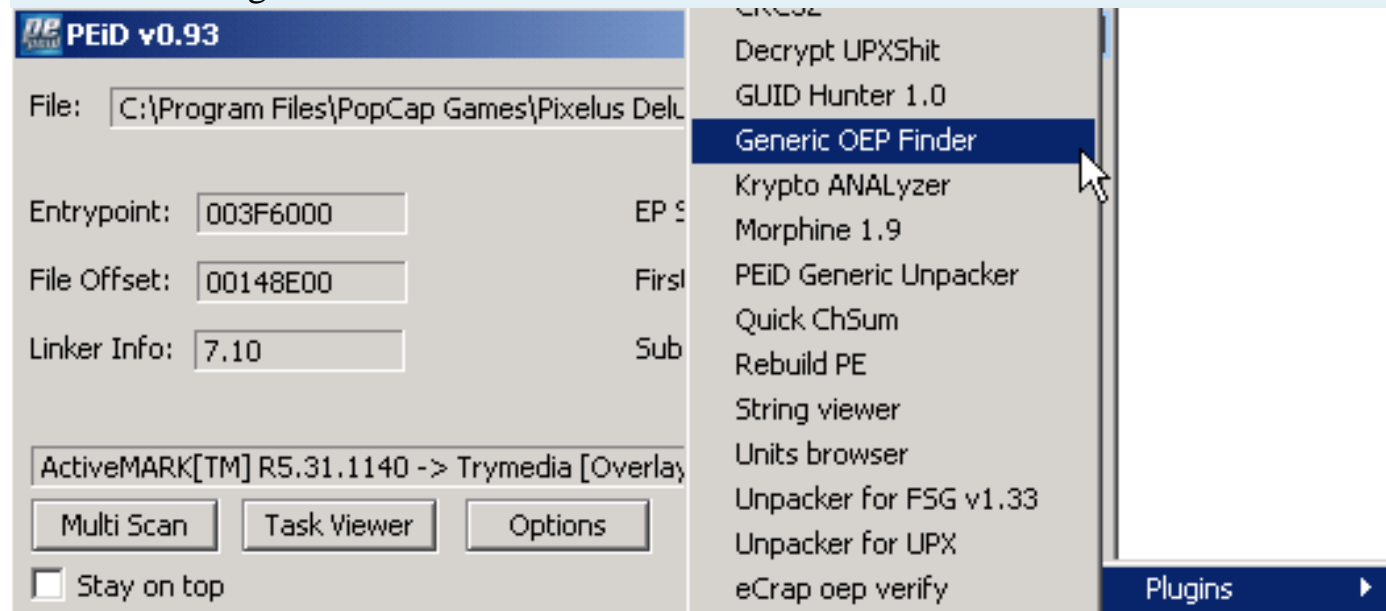 PEiD v0.93
File: C:\Program Files\PopCap Games\Pixelus Delu
Entrypoint: 003F6000 EP S
File Offset: 00148E00 First
Linker Info: 7.10 Sub
ActiveMARK[TM] R5.31.1140 -> Trymedia [Overlay
Multi Scan Task Viewer Options
Stay on top
CRC32
Decrypt UPXShit
GUID Hunter 1.0
Generic OEP Finder
Krypto ANALyzer
Morphine 1.9
PEiD Generic Unpacker
Quick ChSum
Rebuild PE
String viewer
Units browser
Unpacker for FSG v1.33
Unpacker for UPX
eCrap oep verify
Plugins